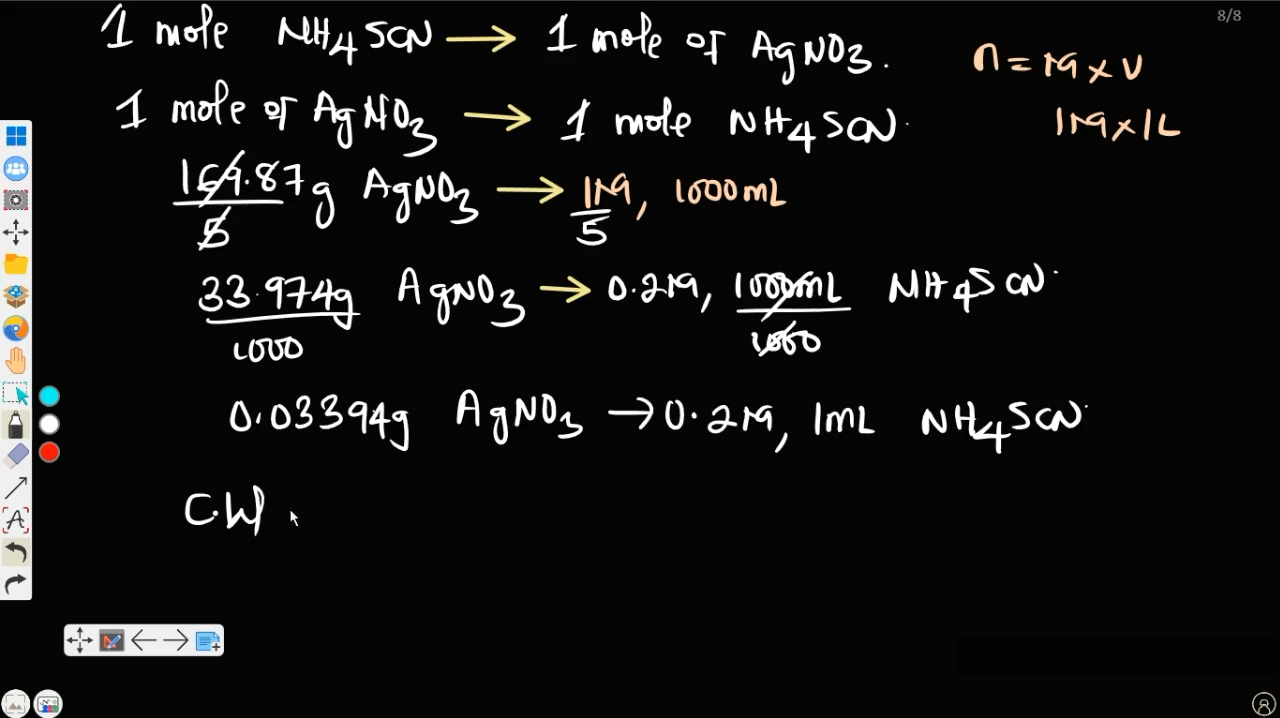 8/8
1 mole NH4SCN → 1 mole of AgNO3.
n = M x V
1 mole of AgNO3 → 1 mole NH4SCN.
1M x 1L
169.87g AgNO3 → 1M, 1000mL
5 5
33.974g AgNO3 → 0.2M, 1000mL NH4SCN.
1000 1000
0.03394g AgNO3 → 0.2M, 1mL NH4SCN.
C.W